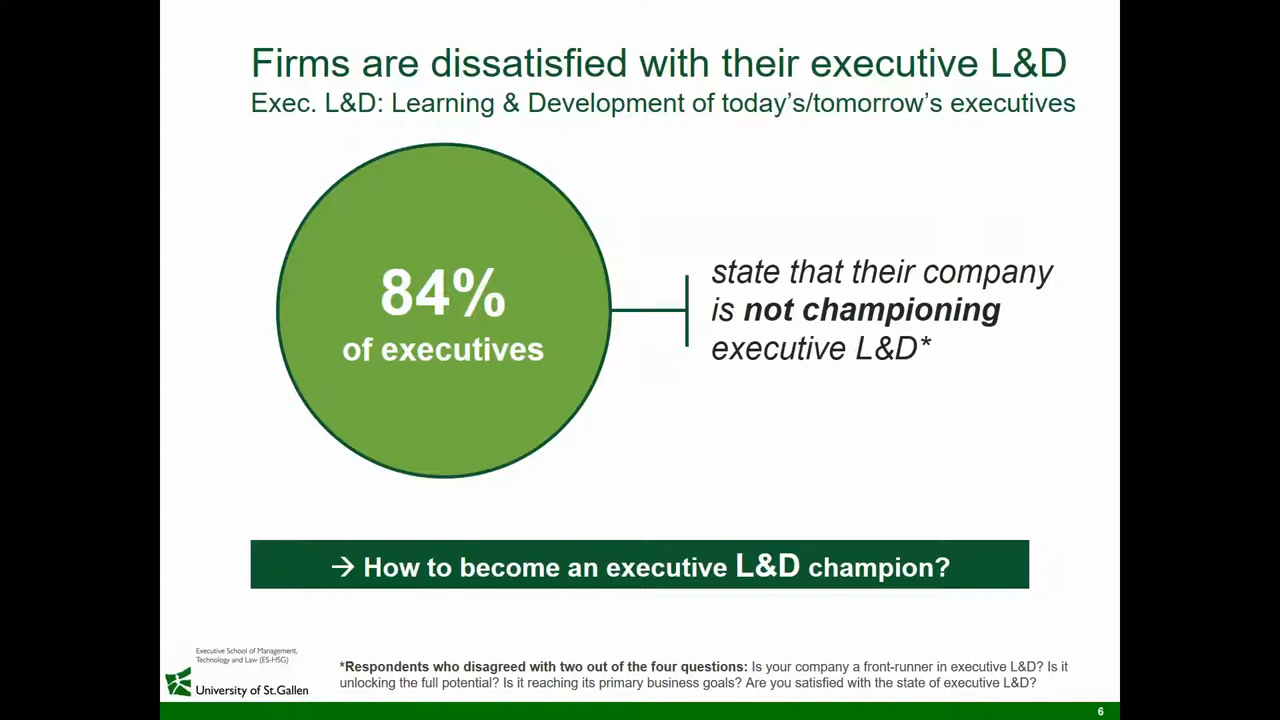 Firms are dissatisfied with their executive L&D
Exec. L&D: Learning & Development of today’s/tomorrow’s executives
84%
of executives
state that their company
is not championing
executive L&D*
→ How to become an executive L&D champion?
Executive School of Management,
Technology and Law (ES-HSG)
University of St.Gallen
*Respondents who disagreed with two out of the four questions: Is your company a front-runner in executive L&D? Is it
unlocking the full potential? Is it reaching its primary business goals? Are you satisfied with the state of executive L&D?
6